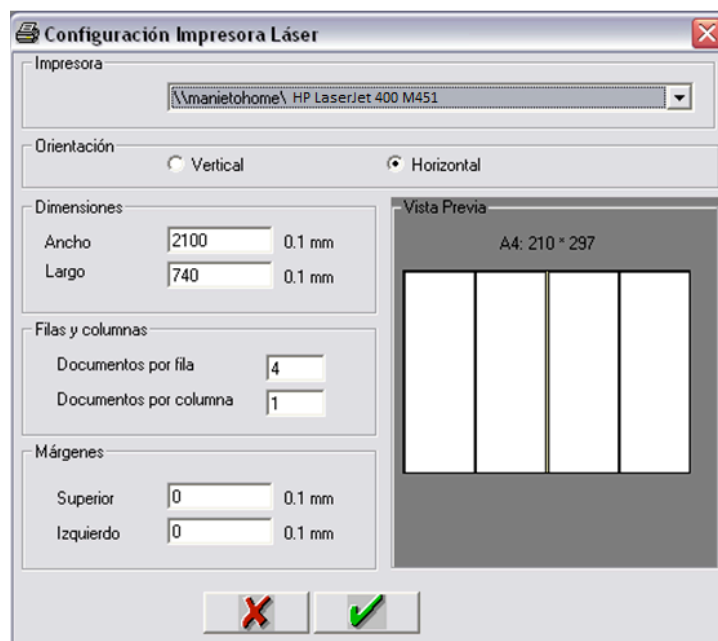 Configuración Impresora Láser
Impresora
\\manietohome\ HP LaserJet 400 M451
Orientación
Vertical
Horizontal
Dimensiones
Ancho 2100 0.1 mm
Largo 740 0.1 mm
Filas y columnas
Documentos por fila 4
Documentos por columna 1
Márgenes
Superior 0 0.1 mm
Izquierdo 0 0.1 mm
Vista Previa
A4: 210 * 297